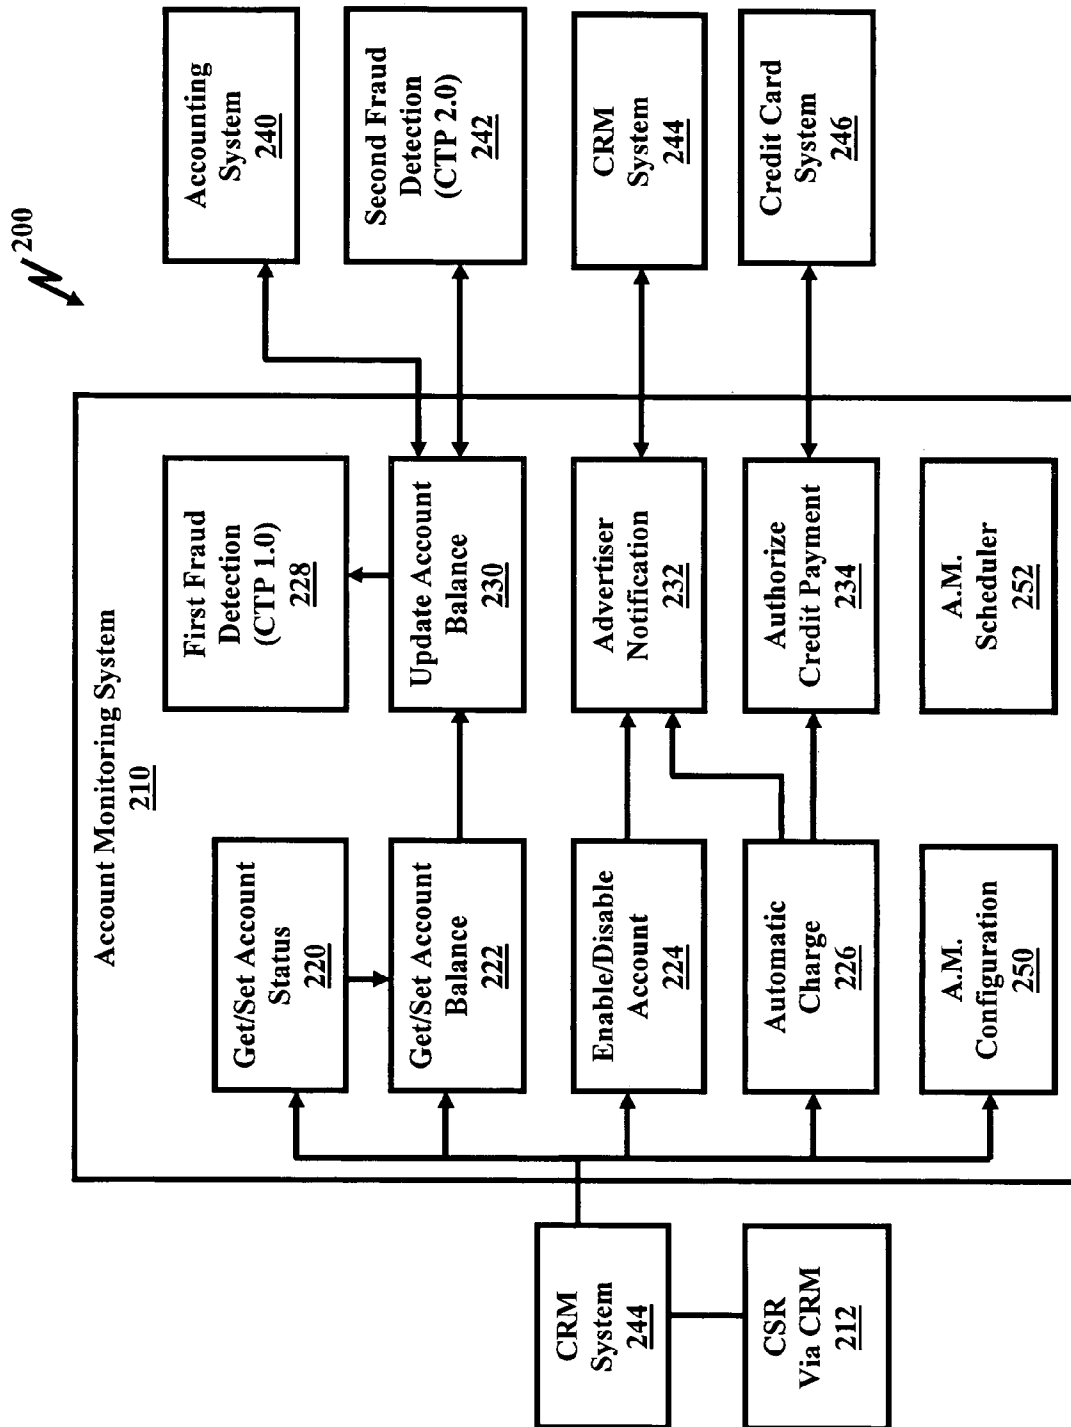 200
Account Monitoring System
210
CRM
System
244
CSR
Via CRM
212
Get/Set Account
Status
220
Get/Set Account
Balance
222
Enable/Disable
Account
224
Automatic
Charge
226
A.M.
Configuration
250
First Fraud
Detection
(CTP 1.0)
228
Update Account
Balance
230
Advertiser
Notification
232
Authorize
Credit Payment
234
A.M.
Scheduler
252
Accounting
System
240
Second Fraud
Detection
(CTP 2.0)
242
CRM
System
244
Credit Card
System
246